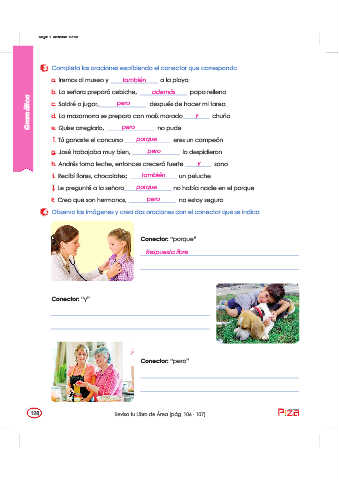 Gramática
3 Completa las oraciones escribiendo el conector que corresponda.
a. Iremos al museo y también a la playa.
b. La señora preparó cebiche, además papa rellena.
c. Saldré a jugar, pero después de hacer mi tarea.
d. La mazamorra se prepara con maíz morado y chuño.
e. Quise arreglarlo, pero no pude.
f. Tú ganaste el concurso porque eres un campeón.
g. José trabajaba muy bien, pero lo despidieron.
h. Andrés toma leche, entonces crecerá fuerte y sano.
i. Recibí flores, chocolates; también un peluche.
j. Le pregunté a la señora porque no había nadie en el parque.
k. Creo que son hermanos, pero no estoy seguro.
4 Observa las imágenes y crea dos oraciones con el conector que se indica.
Conector: "porque"
Respuesta libre
Conector: "y"
Conector: "pero"
128
Revisa tu Libro de Área (pág. 106 - 107)